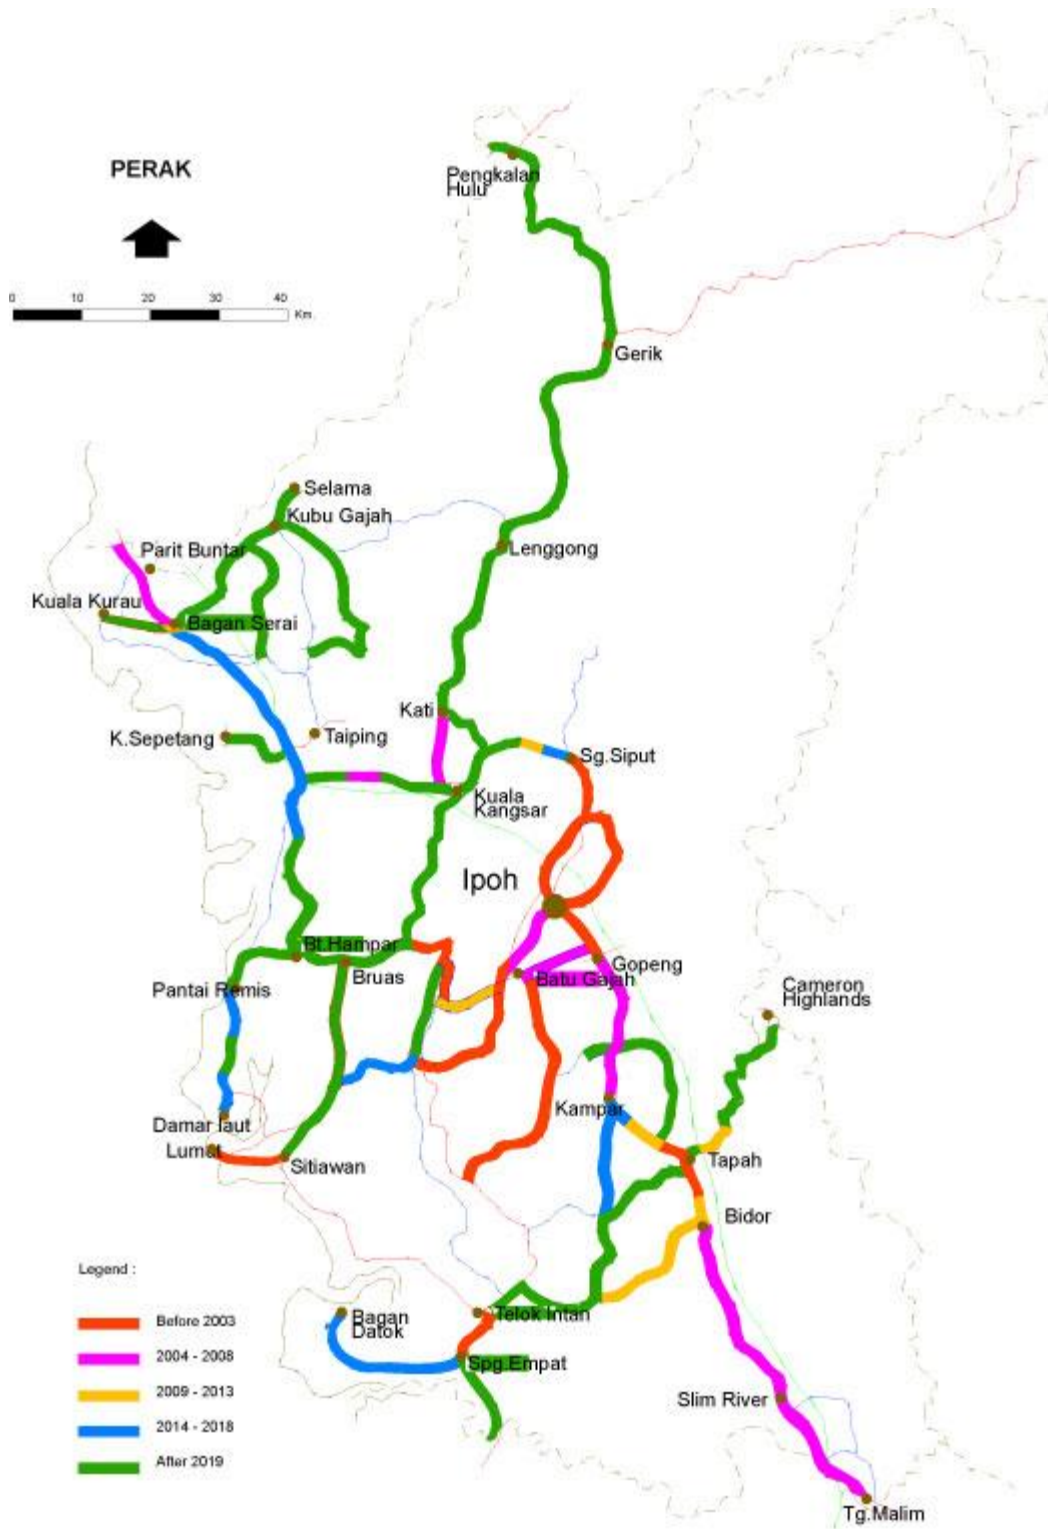 PERAK
0 10 20 30 40
Km.
Pengkalan
Hulu
Gerik
Selama
Kubu Gajah
Parit Buntar
Lenggong
Kuala Kurau
Bagan Serai
Kati
K.Sepetang
Taiping
Sg.Siput
Kuala
Kangsar
Ipoh
Bt.Hampar
Gopeng
Bruas
Batu Gajah
Pantai Remis
Cameron
Highlands
Kampar
Damar laut
Lumut
Sitiawan
Tapah
Bidor
Legend :
Before 2003
2004 - 2008
2009 - 2013
2014 - 2018
After 2019
Bagan
Datok
Telok Intan
Spg.Empat
Slim River
Tg.Malim